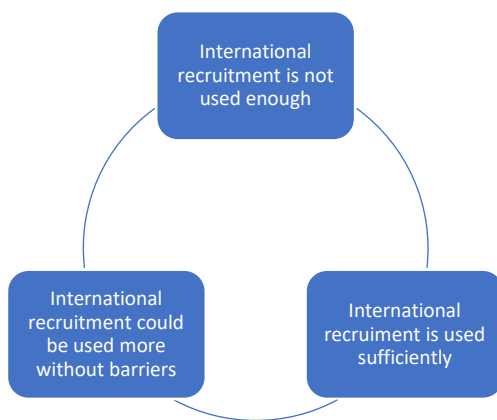 International
recruitment is not
used enough
International
recruitment could
be used more
without barriers
International
recruiment is used
sufficiently